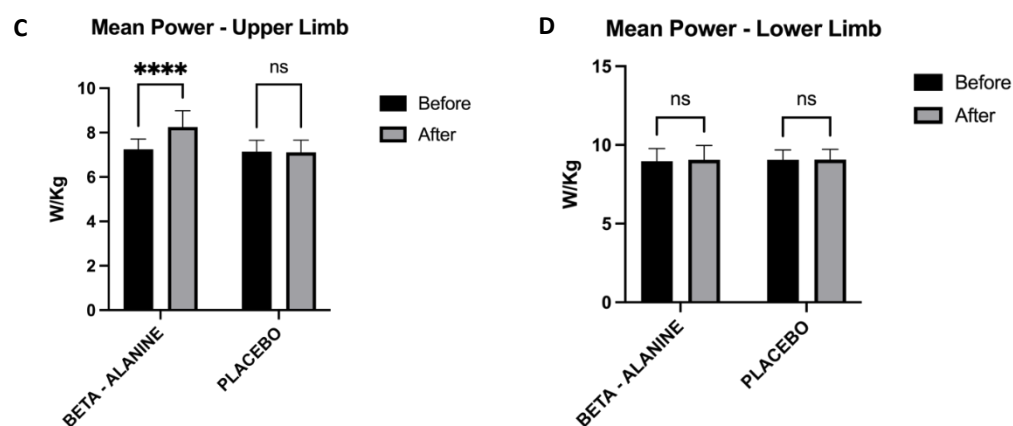 C
Mean Power - Upper Limb
****
ns
Before
After
10
8
6
4
2
0
W/Kg
BETA - ALANINE
PLACEBO
D
Mean Power - Lower Limb
ns
ns
Before
After
15
10
5
0
W/Kg
BETA - ALANINE
PLACEBO